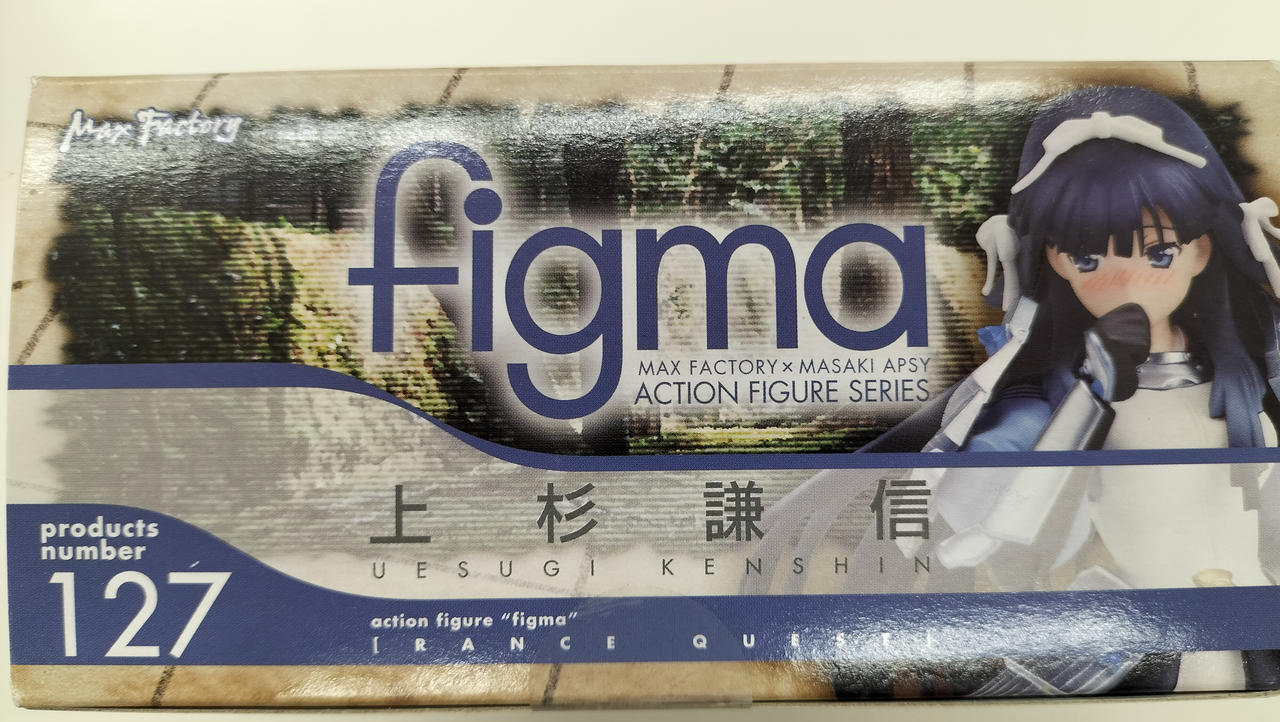 Max Factory
figma
MAX FACTORY × MASAKI APSY
ACTION FIGURE SERIES
上杉謙信
UESUGI KENSHIN
products
number
127
action figure “figma”
[RANCE QUEST]